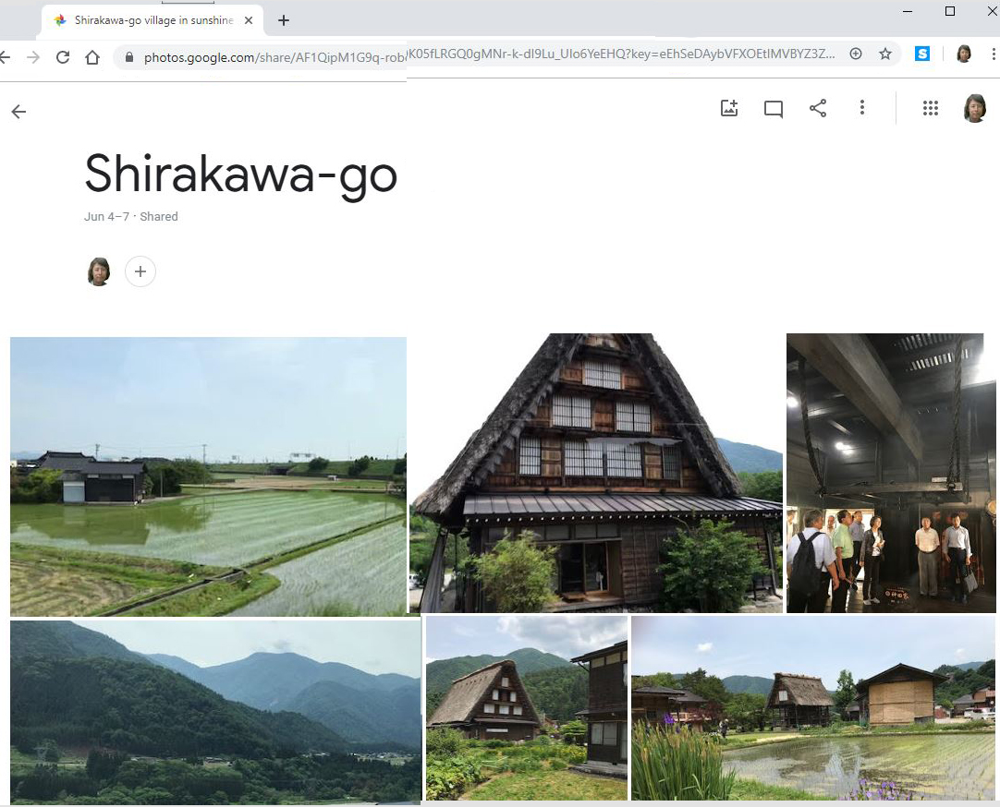 Shirakawa-go village in sunshine
photos.google.com/share/AF1QipM1G9q-rob/K05fLRGQ0gMNr-k-dl9Lu_Ulo6YeEHQ?key=eEhSeDAybVFXOEtlMVBYZ3Z...
S
Shirakawa-go
Jun 4–7 · Shared